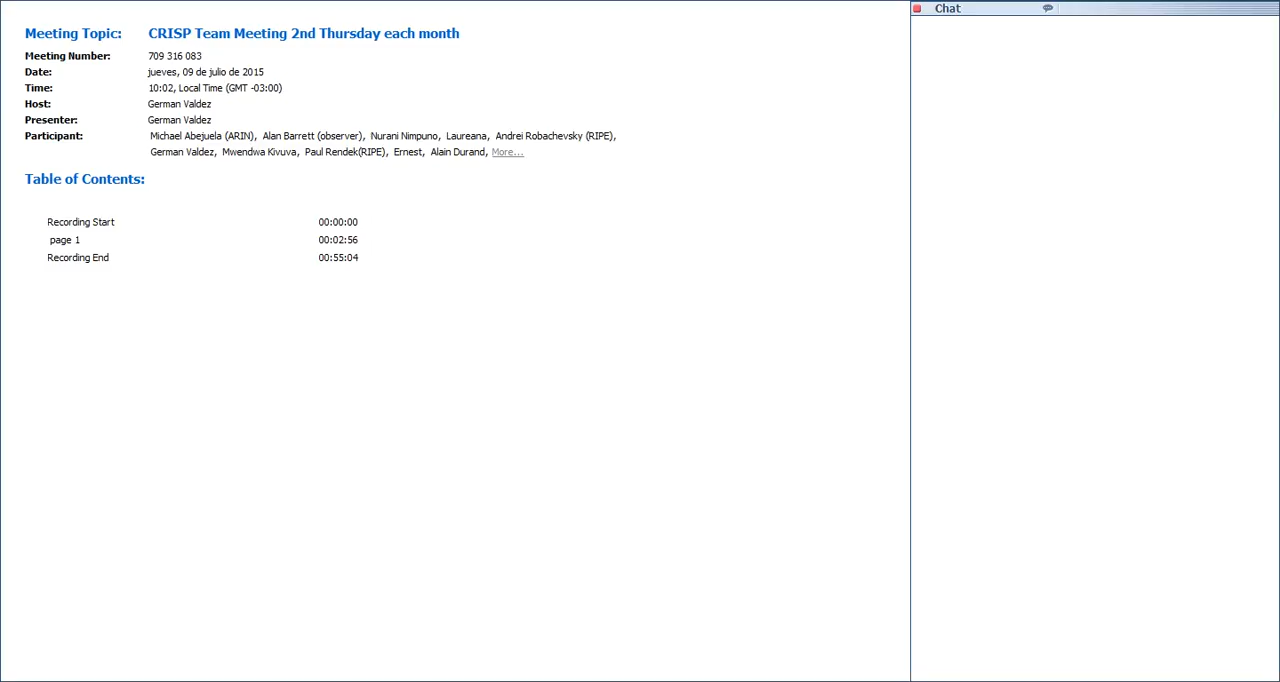 Chat
Meeting Topic: CRISP Team Meeting 2nd Thursday each month
Meeting Number: 709 316 083
Date: jueves, 09 de julio de 2015
Time: 10:02, Local Time (GMT -03:00)
Host: German Valdez
Presenter: German Valdez
Participant: Michael Abejuela (ARIN), Alan Barrett (observer), Nurani Nimpuno, Laureana, Andrei Robachevsky (RIPE),
German Valdez, Mwendwa Kivuva, Paul Rendek(RIPE), Ernest, Alain Durand, More...
Table of Contents:
Recording Start 00:00:00
page 1 00:02:56
Recording End 00:55:04